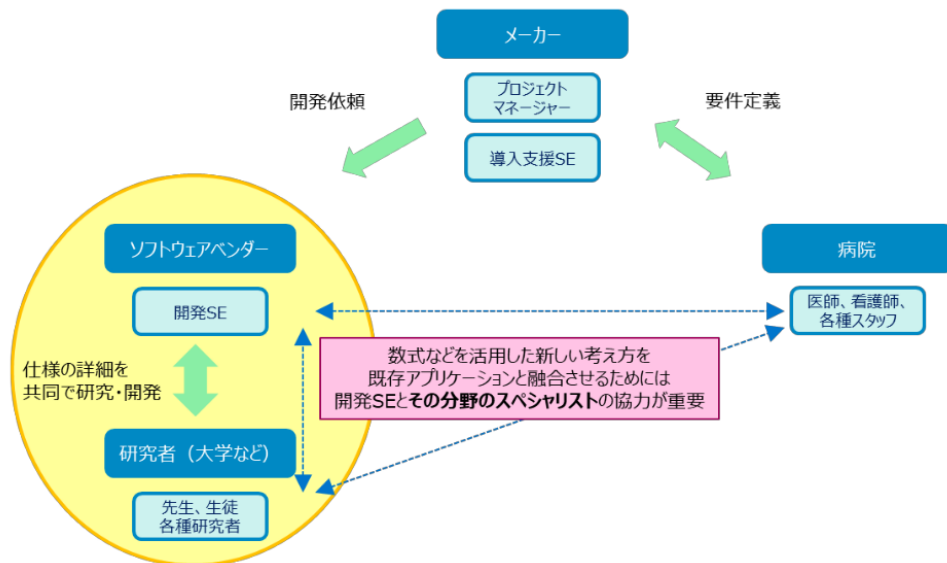 メーカー
プロジェクト
マネージャー
導入支援SE
開発依頼
要件定義
ソフトウェアベンダー
開発SE
仕様の詳細を
共同で研究・開発
研究者（大学など）
先生、生徒
各種研究者
病院
医師、看護師、
各種スタッフ
数式などを活用した新しい考え方を
既存アプリケーションと融合させるためには
開発SEとその分野のスペシャリストの協力が重要